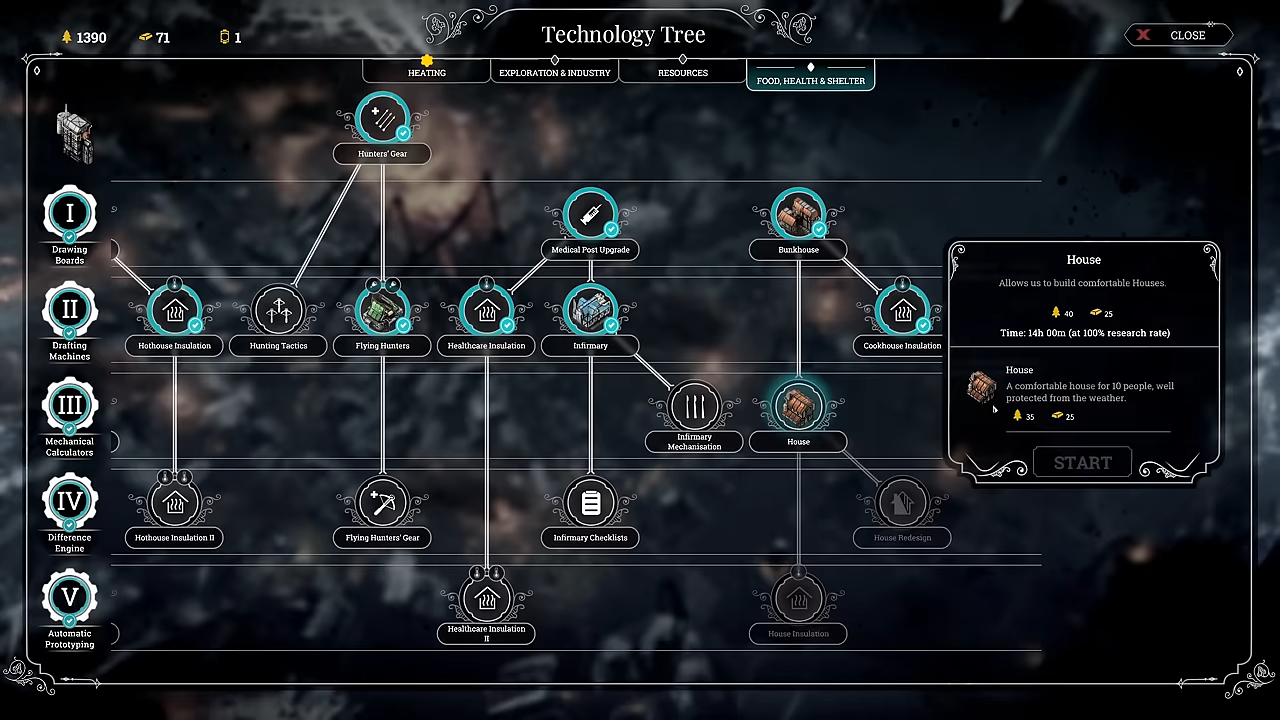 1390
71
1
Technology Tree
CLOSE
HEATING
EXPLORATION & INDUSTRY
RESOURCES
FOOD, HEALTH & SHELTER
Hunters' Gear
I
Drawing
Boards
Medical Post Upgrade
Bunkhouse
II
Drafting
Machines
Hothouse Insulation
Hunting Tactics
Flying Hunters
Healthcare Insulation
Infirmary
Cookhouse Insulation
III
Mechanical
Calculators
Infirmary
Mechanisation
House
IV
Difference
Engine
Hothouse Insulation II
Flying Hunters' Gear
Infirmary Checklists
House Redesign
V
Automatic
Prototyping
Healthcare Insulation
II
House Insulation
House
Allows us to build comfortable Houses.
40
25
Time: 14h 00m (at 100% research rate)
House
A comfortable house for 10 people, well
protected from the weather.
35
25
START